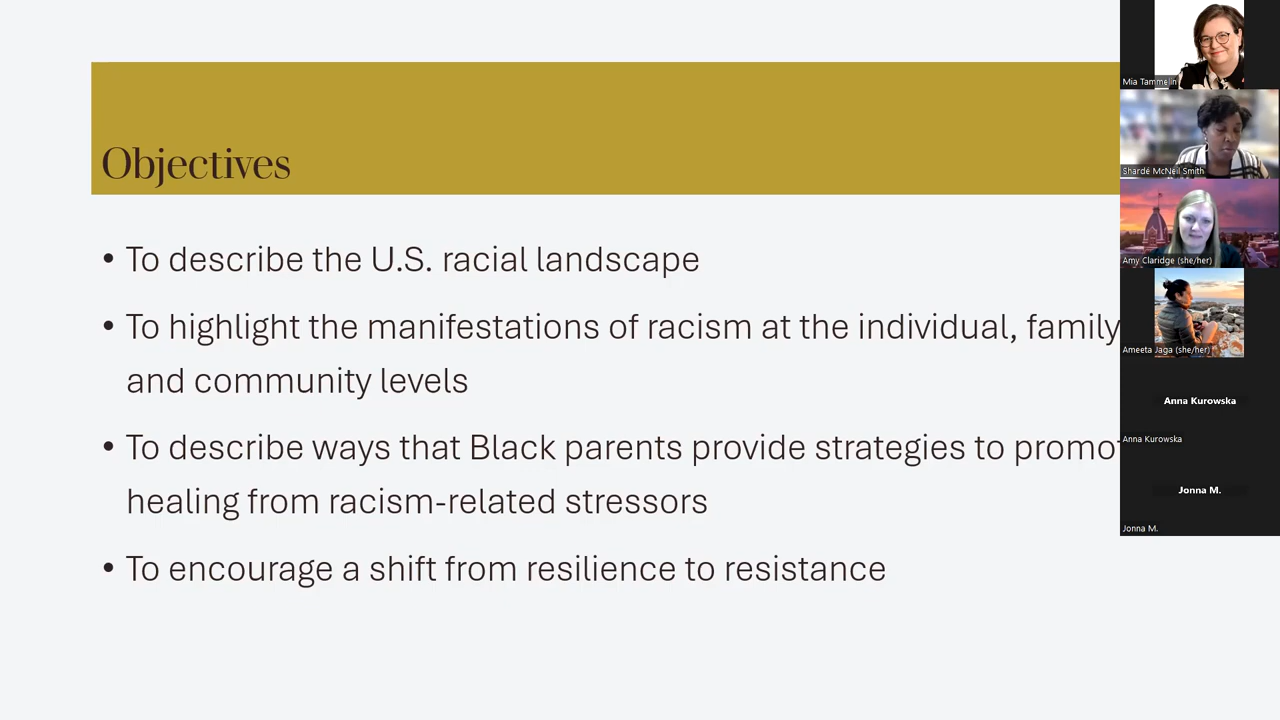 Objectives
• To describe the U.S. racial landscape
• To highlight the manifestations of racism at the individual, family
and community levels
• To describe ways that Black parents provide strategies to
healing from racism-related stressors
• To encourage a shift from resilience to resistance
Mia Tammelin
Shardé McNeil Smith
Amy Claridge (she/her)
Ameeta Jaga (she/her)
Anna Kurowska
Anna Kurowska
Jonna M.
Jonna M.